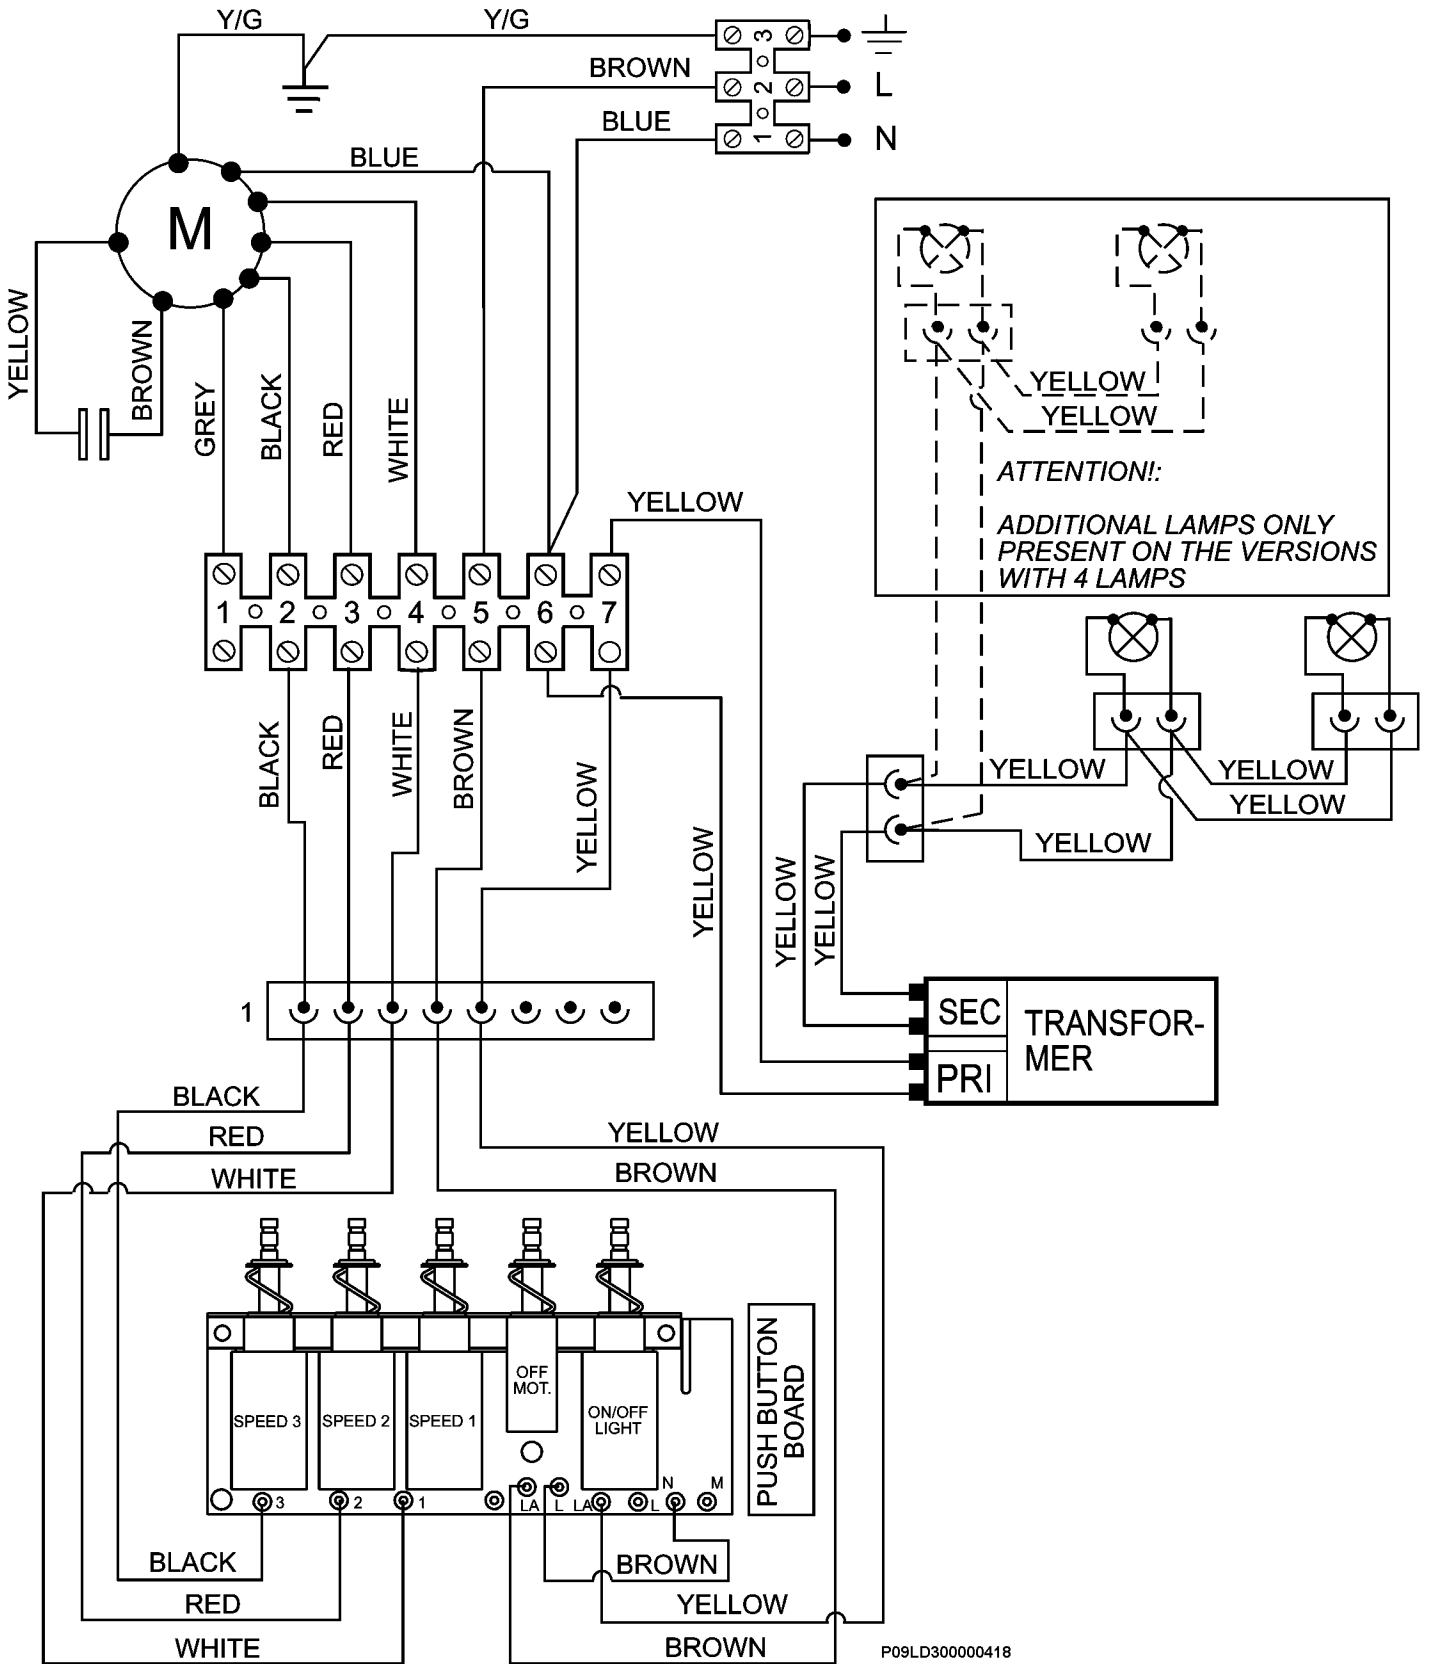 Y/G
Y/G
3
BROWN
2
L
BLUE
1
N
BLUE
M
YELLOW
BROWN
GREY
BLACK
RED
WHITE
YELLOW
YELLOW
YELLOW
ATTENTION!:
ADDITIONAL LAMPS ONLY
PRESENT ON THE VERSIONS
WITH 4 LAMPS
1 2 3 4 5 6 7
BLACK
RED
WHITE
BROWN
YELLOW
YELLOW
YELLOW
YELLOW
YELLOW
YELLOW
YELLOW
YELLOW
YELLOW
1
SEC
PRI
TRANSFOR-
MER
BLACK
RED
WHITE
YELLOW
BROWN
SPEED 3
SPEED 2
SPEED 1
OFF
MOT.
ON/OFF
LIGHT
PUSH BUTTON
BOARD
N
M
3 2 1 LA L LA L
BLACK
BROWN
RED
YELLOW
WHITE
BROWN
P09LD300000418